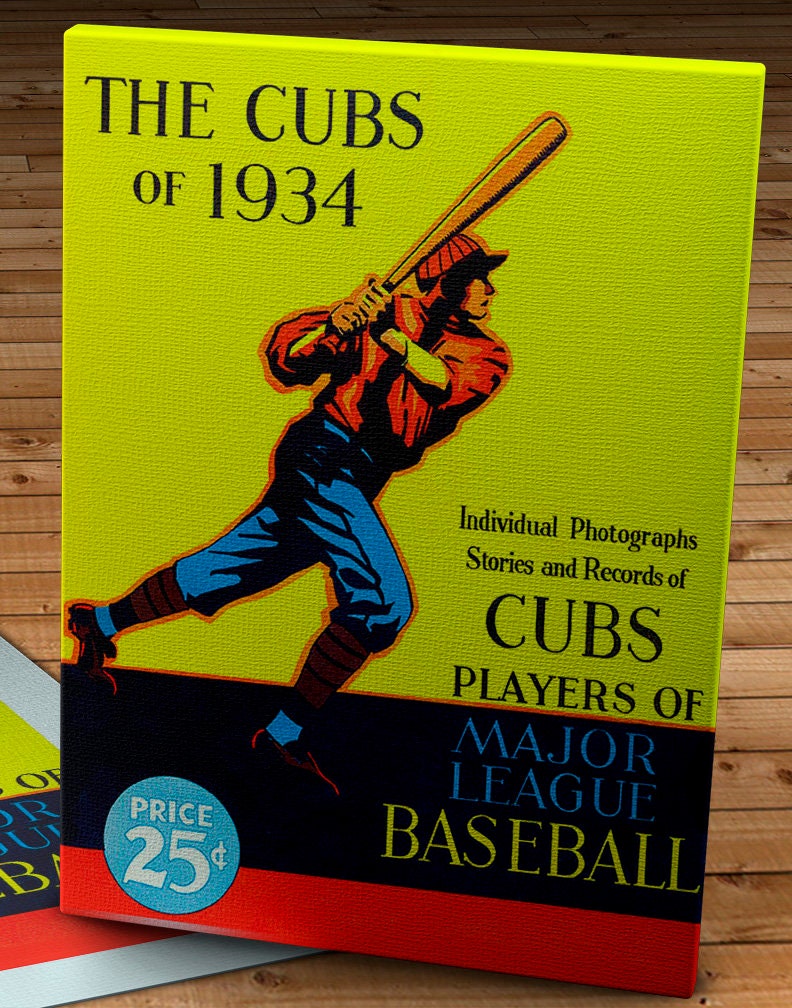 THE CUBS
OF 1934
Individual Photographs
Stories and Records of
CUBS
PLAYERS OF
MAJOR
LEAGUE
BASEBALL
PRICE
25¢